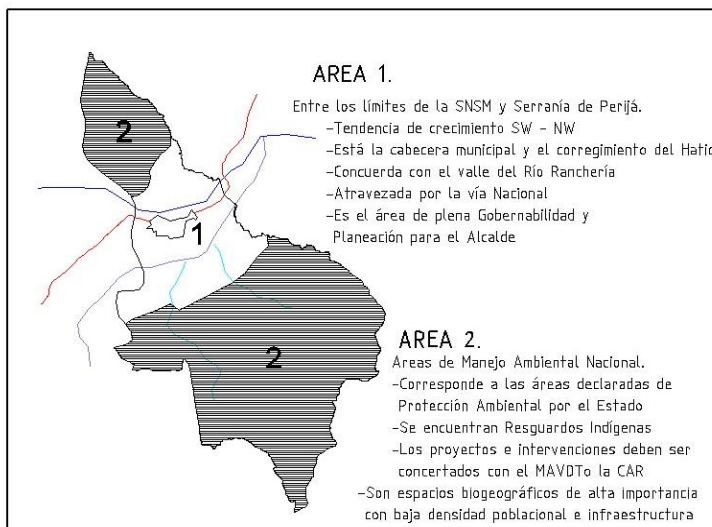 AREA 1.
Entre los límites de la SNSM y Serranía de Perijá.
-Tendencia de crecimiento SW - NW
-Está la cabecera municipal y el corregimiento del Hatic
-Concuerda con el valle del Río Ranchería
-Atravezada por la vía Nacional
-Es el área de plena Gobernabilidad y
Planeación para el Alcalde
2
1
2
AREA 2.
Areas de Manejo Ambiental Nacional.
-Corresponde a las áreas declaradas de
Protección Ambiental por el Estado
-Se encuentran Resguardos Indígenas
-Los proyectos e intervenciones deben ser
concertados con el MAVDTo la CAR
-Son espacios biogeográficos de alta importancia
con baja densidad poblacional e infraestructura